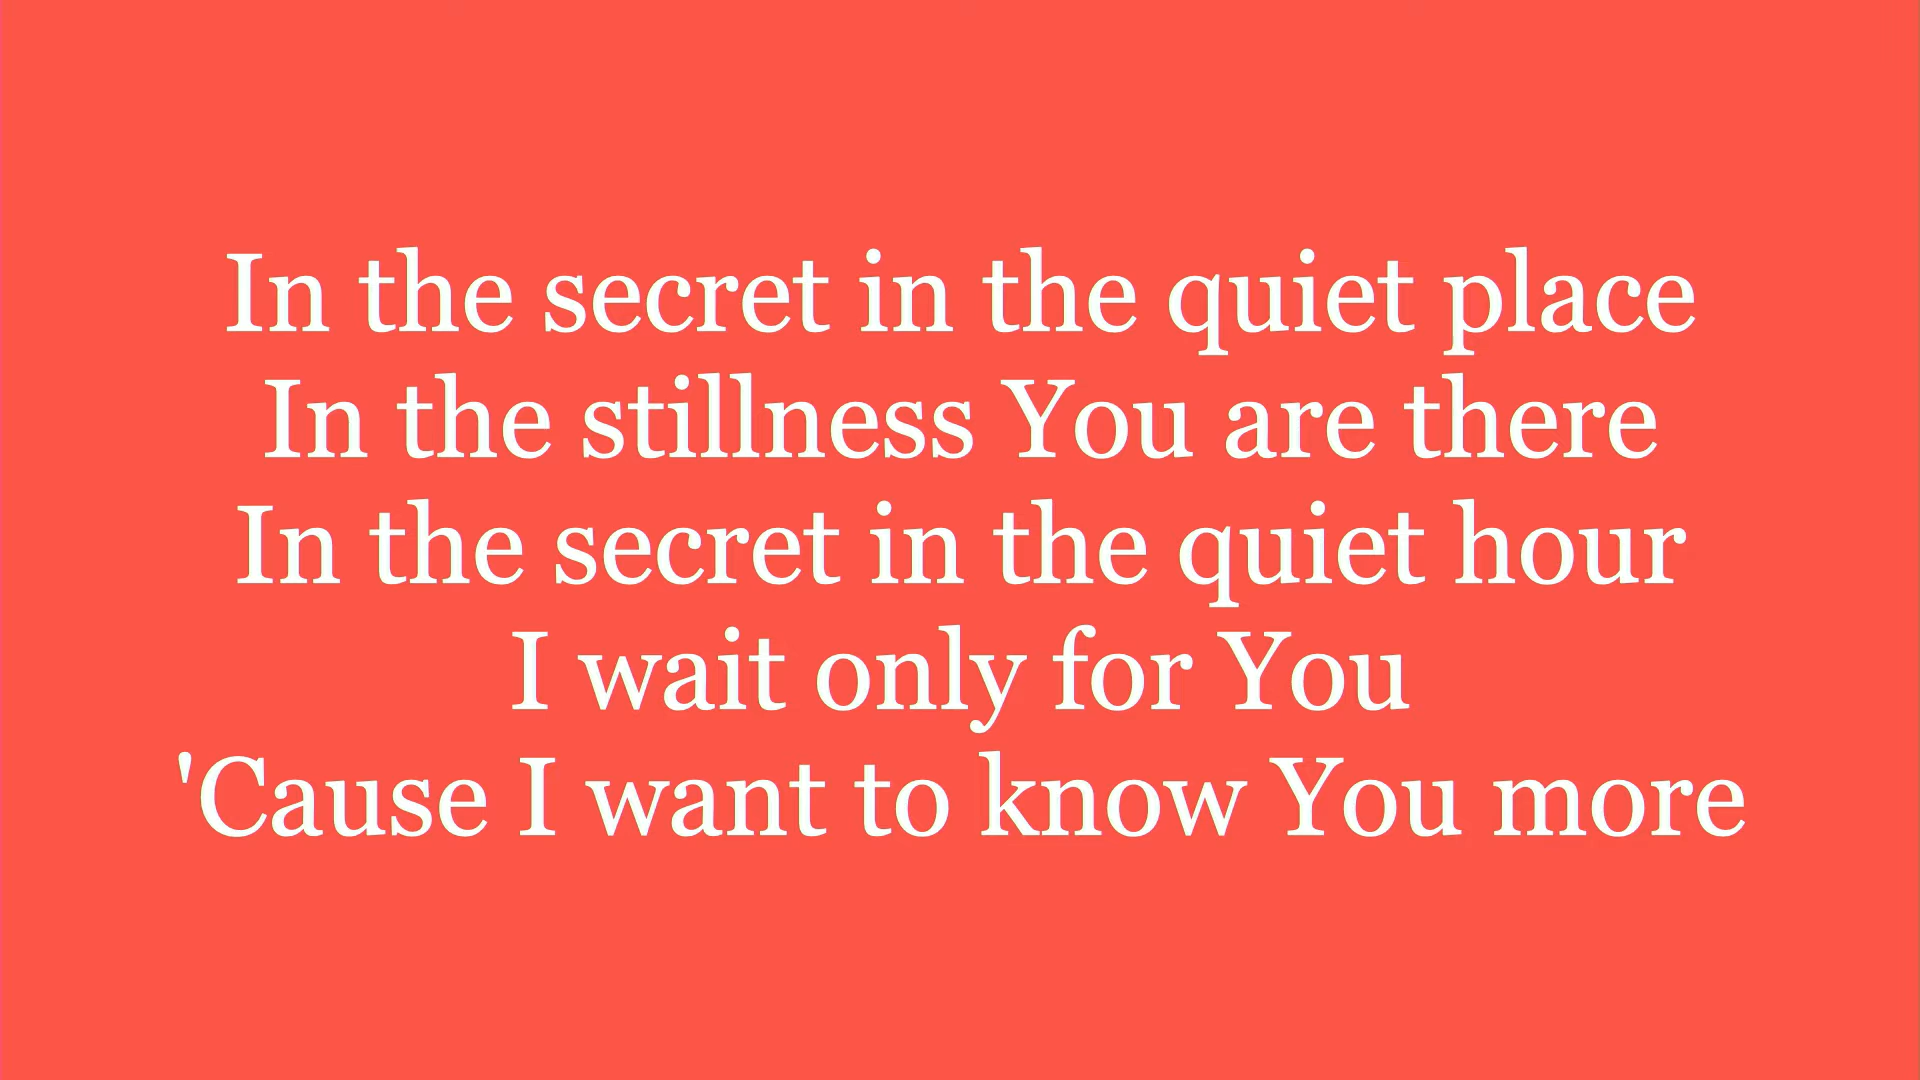 In the secret in the quiet place
In the stillness You are there
In the secret in the quiet hour
I wait only for You
'Cause I want to know You more